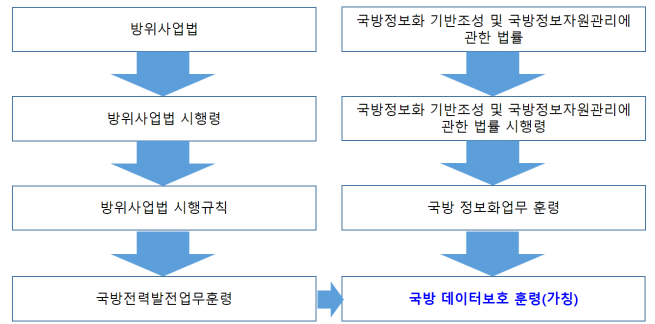 방위사업법
국방정보화 기반조성 및 국방정보자원관리에
관한 법률
방위사업법 시행령
국방정보화 기반조성 및 국방정보자원관리에
관한 법률 시행령
방위사업법 시행규칙
국방 정보화업무 훈령
국방전력발전업무훈령
국방 데이터보호 훈령(가칭)